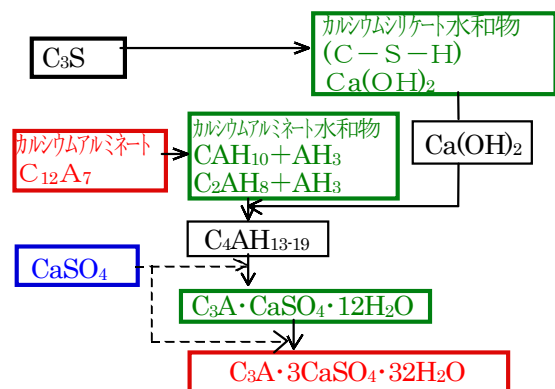 カルシウムシリケート水和物
(C－S－H)
Ca(OH)₂
C₃S
カルシウムアルミネート
C₁₂A₇
カルシウムアルミネート水和物
CAH₁₀＋AH₃
C₂AH₈＋AH₃
Ca(OH)₂
C₄AH₁₃₋₁₉
CaSO₄
C₃A・CaSO₄・12H₂O
C₃A・3CaSO₄・32H₂O